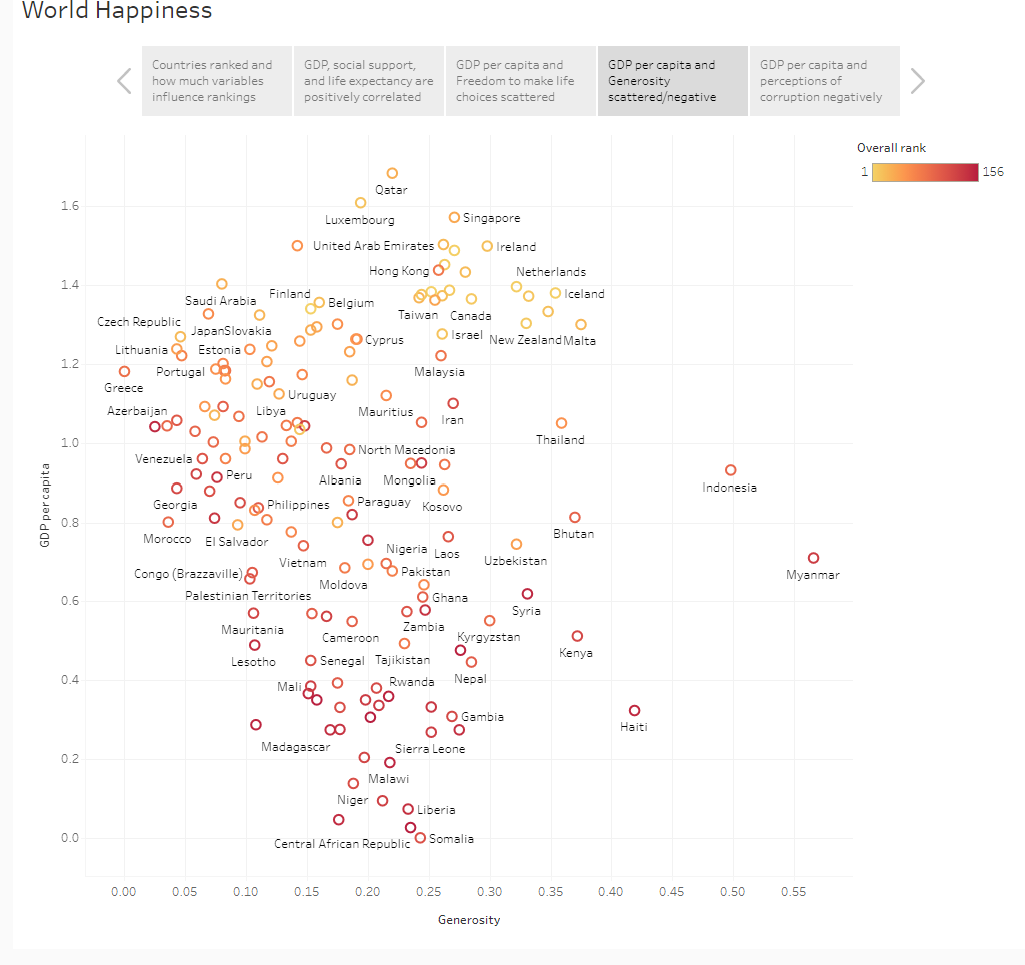 World Happiness
Countries ranked and
how much variables
influence rankings
GDP, social support,
and life expectancy are
positively correlated
GDP per capita and
Freedom to make life
choices scattered
GDP per capita and
Generosity
scattered/negative
GDP per capita and
perceptions of
corruption negatively
Overall rank
1
156
Qatar
1.6
Luxembourg
Singapore
United Arab Emirates
Ireland
Hong Kong
Netherlands
1.4
Saudi Arabia
Finland
Belgium
Iceland
Taiwan
Canada
Czech Republic
Japan
Slovakia
Cyprus
Israel
New Zealand
Malta
Lithuania
Estonia
1.2
Portugal
Malaysia
Greece
Uruguay
Azerbaijan
Libya
Mauritius
Iran
Thailand
1.0
Venezuela
North Macedonia
Peru
Albania
Mongolia
Indonesia
GDP per capita
Georgia
Philippines
Paraguay
Kosovo
0.8
Morocco
El Salvador
Bhutan
Nigeria
Laos
Vietnam
Uzbekistan
Congo (Brazzaville)
Moldova
Pakistan
Myanmar
Palestinian Territories
Ghana
0.6
Syria
Mauritania
Cameroon
Zambia
Kyrgyzstan
Lesotho
Senegal
Tajikistan
Kenya
Nepal
0.4
Mali
Rwanda
Gambia
Haiti
Madagascar
Sierra Leone
0.2
Malawi
Niger
Liberia
0.0
Central African Republic
Somalia
0.00
0.05
0.10
0.15
0.20
0.25
0.30
0.35
0.40
0.45
0.50
0.55
Generosity